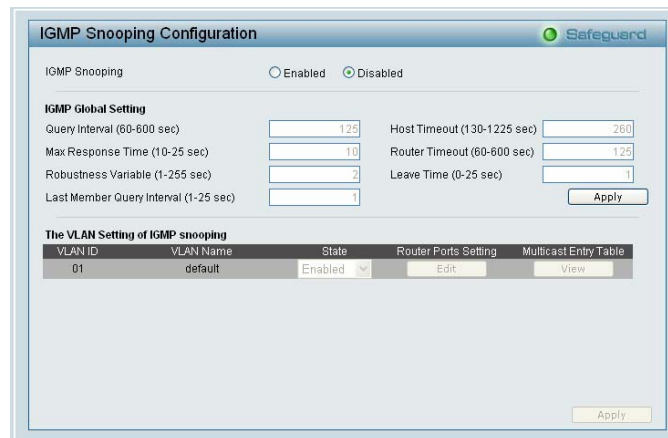 IGMP Snooping Configuration
Safeguard
IGMP Snooping Enabled Disabled
IGMP Global Setting
Query Interval (60-600 sec) 125 Host Timeout (130-1225 sec) 260
Max Response Time (10-25 sec) 10 Router Timeout (60-600 sec) 125
Robustness Variable (1-255 sec) 2 Leave Time (0-25 sec) 1
Last Member Query Interval (1-25 sec) 1 Apply
The VLAN Setting of IGMP snooping
VLAN ID VLAN Name State Router Ports Setting Multicast Entry Table
01 default Enabled Edit View
Apply